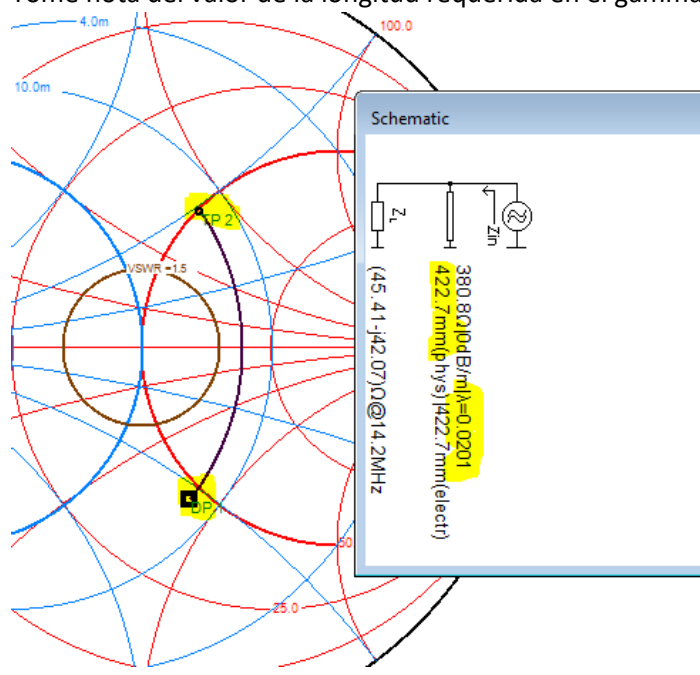 Tome nota del valor de la longitud requerida en el gamma
4.0m
100.0
10.0m
Schematic
TP 2
VSWR =1.5
Z_L
Zin
380.8Ω|0dB/m|λ=0.0201
422.7mm(phys)|422.7mm(electr)
(45.41-j42.07)Ω@14.2MHz
DP
50
25.0